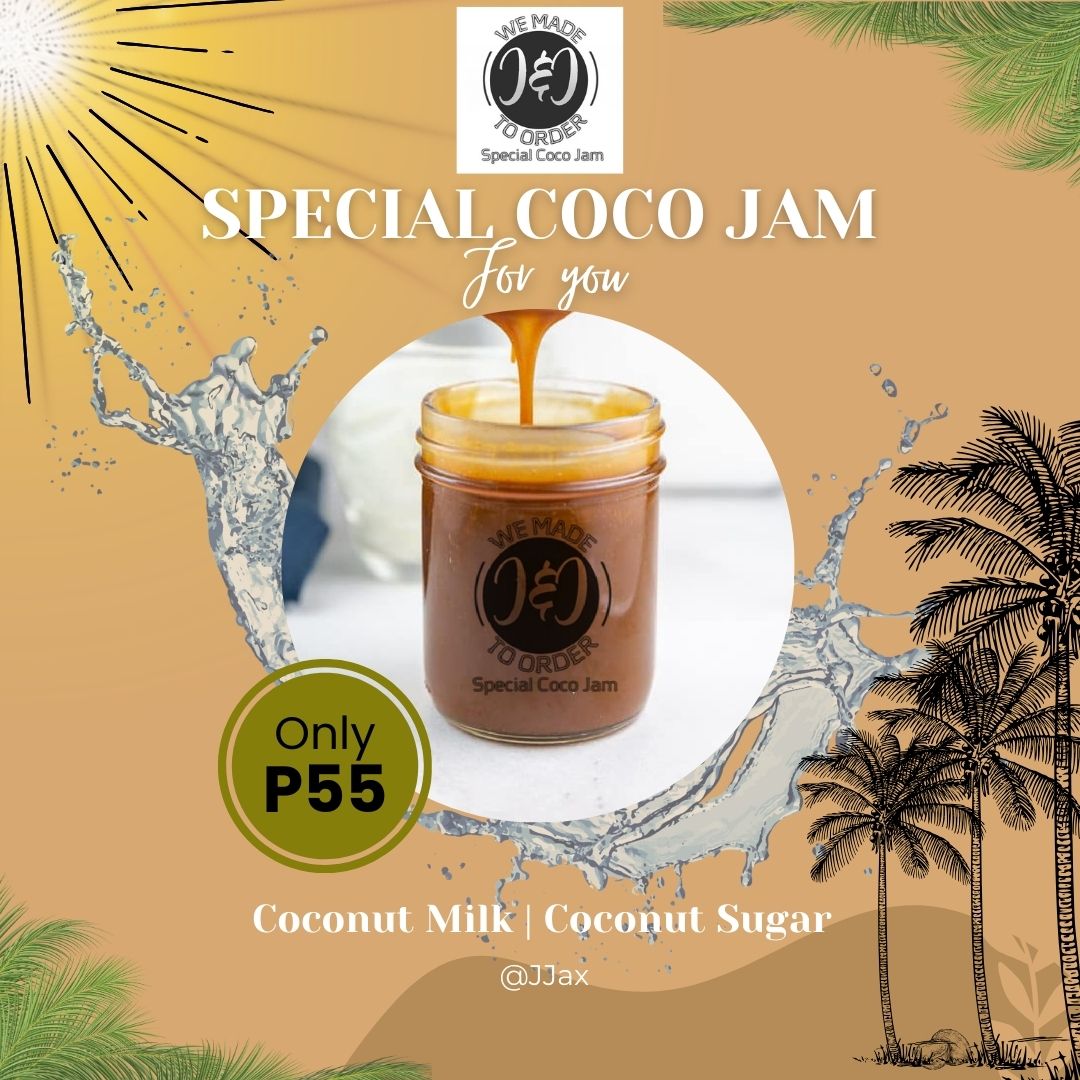 WE MADE
J&J
TO ORDER
Special Coco Jam
SPECIAL COCO JAM
For you
WE MADE
J&J
TO ORDER
Special Coco Jam
Only
P55
Coconut Milk | Coconut Sugar
@JJax